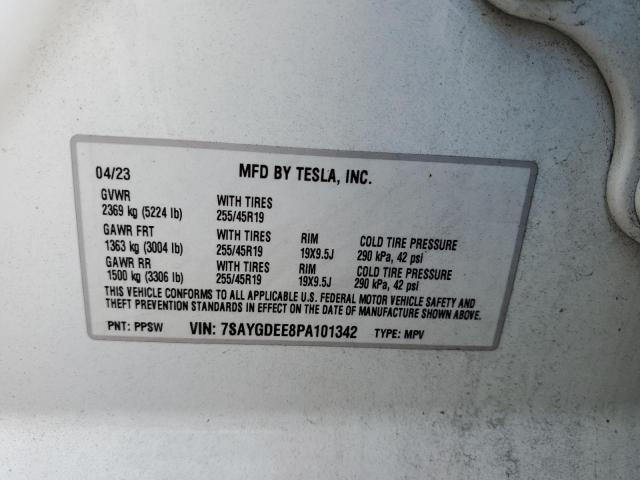 04/23 MFD BY TESLA, INC.
GVWR WITH TIRES
2369 kg (5224 lb) 255/45R19
GAWR FRT WITH TIRES RIM COLD TIRE PRESSURE
1363 kg (3004 lb) 255/45R19 19X9.5J 290 kPa, 42 psi
GAWR RR WITH TIRES RIM COLD TIRE PRESSURE
1500 kg (3306 lb) 255/45R19 19X9.5J 290 kPa, 42 psi
THIS VEHICLE CONFORMS TO ALL APPLICABLE U.S. FEDERAL MOTOR VEHICLE SAFETY AND
THEFT PREVENTION STANDARDS IN EFFECT ON THE DATE OF MANUFACTURE SHOWN ABOVE.
PNT: PPSW VIN: 7SAYGDEE8PA101342 TYPE: MPV